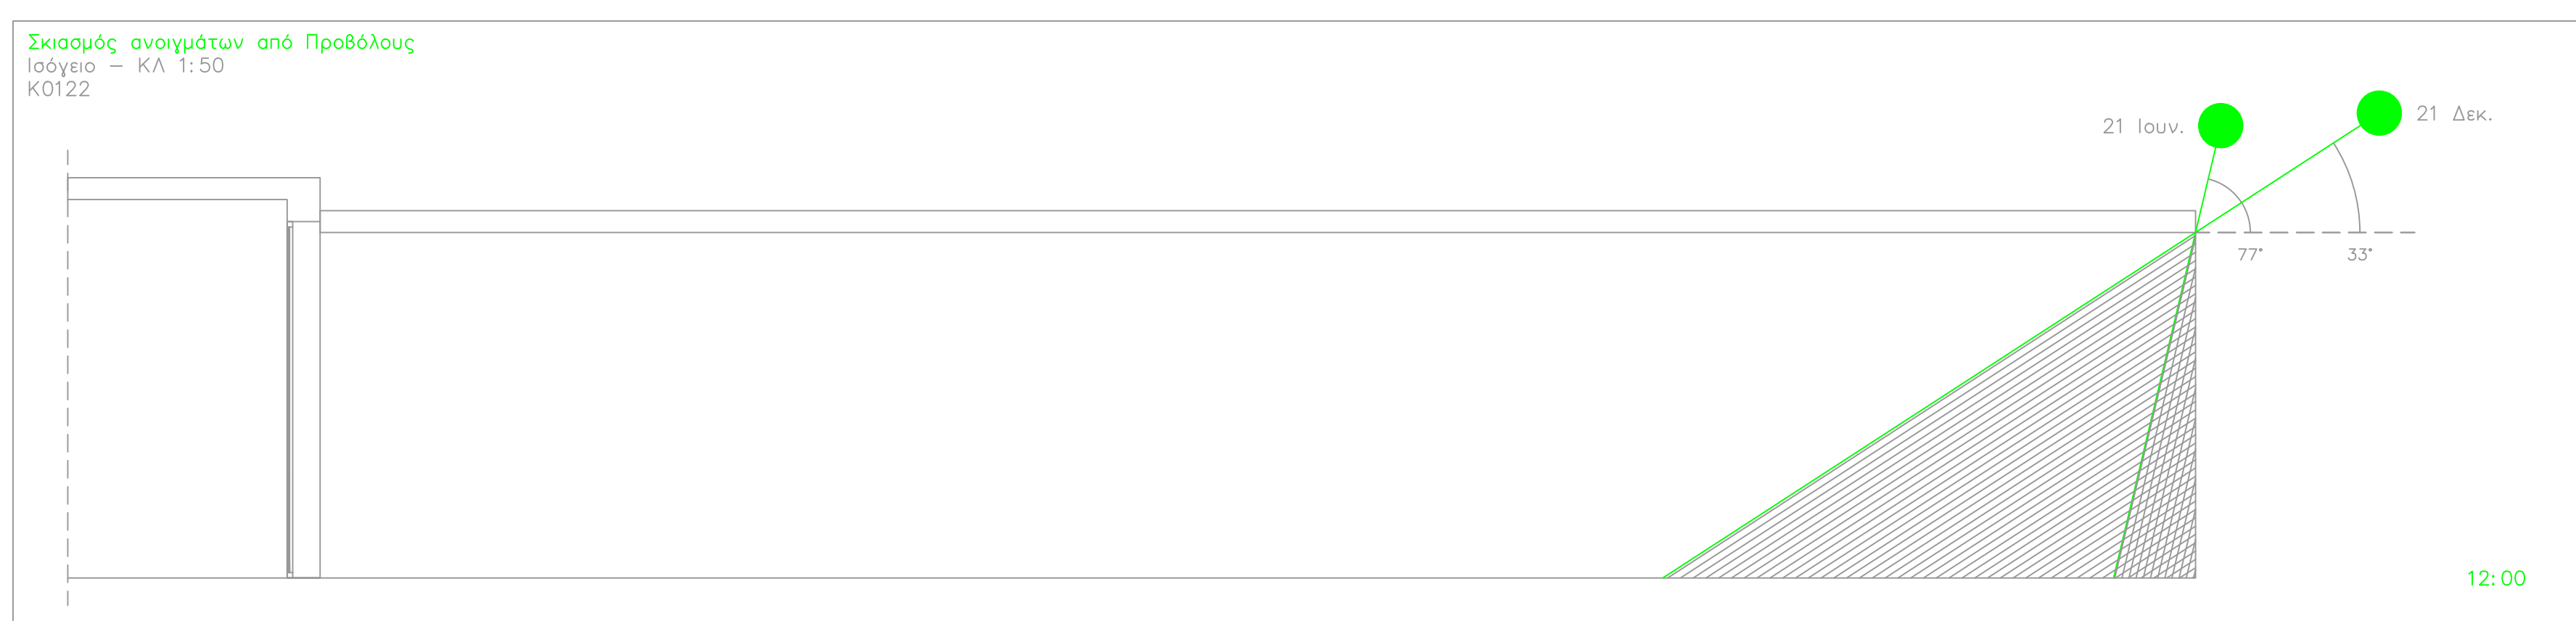 Σκιασμός ανοιγμάτων από Προβόλους
Ισόγειο – ΚΛ 1:50
Κ0122
21 Ιουν.
21 Δεκ.
77°
33°
12:00